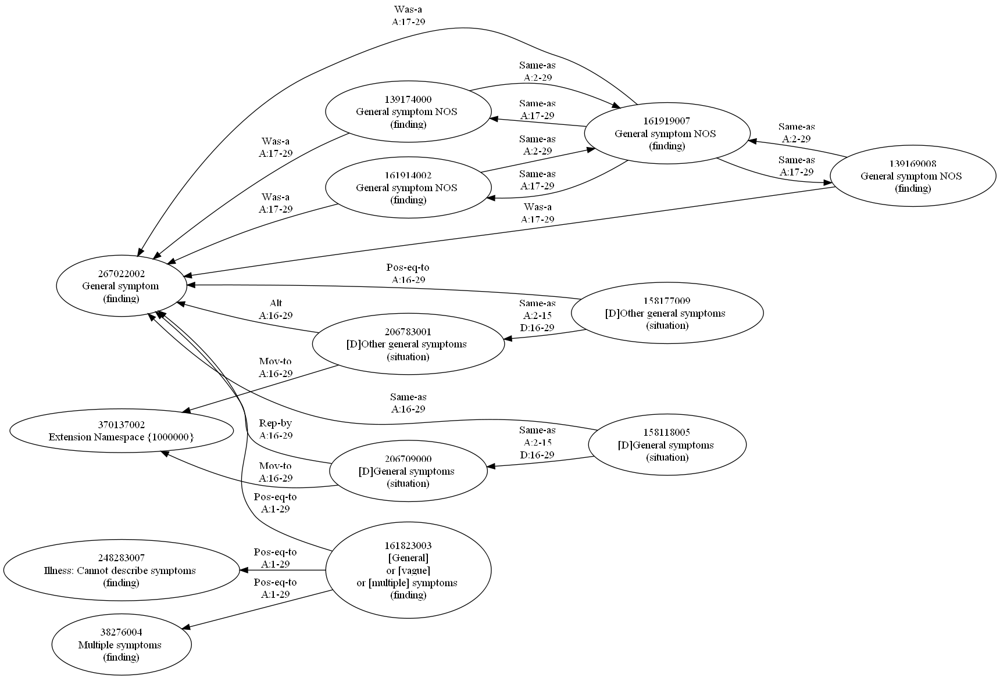 Was-a
A:17-29
Same-as
A:2-29
139174000
General symptom NOS
(finding)
Same-as
A:17-29
161919007
General symptom NOS
(finding)
Same-as
A:2-29
Was-a
A:17-29
Same-as
A:2-29
Same-as
A:17-29
139169008
General symptom NOS
(finding)
161914002
General symptom NOS
(finding)
Same-as
A:17-29
Was-a
A:17-29
Was-a
A:17-29
267022002
General symptom
(finding)
Pos-eq-to
A:16-29
Alt
A:16-29
Same-as
A:2-15
D:16-29
158177009
[D]Other general symptoms
(situation)
206783001
[D]Other general symptoms
(situation)
Mov-to
A:16-29
Same-as
A:16-29
370137002
Extension Namespace {1000000}
Rep-by
A:16-29
Same-as
A:2-15
D:16-29
158118005
[D]General symptoms
(situation)
206709000
[D]General symptoms
(situation)
Mov-to
A:16-29
Pos-eq-to
A:1-29
161823003
[General]
or [vague]
or [multiple] symptoms
(finding)
248283007
Illness: Cannot describe symptoms
(finding)
Pos-eq-to
A:1-29
Pos-eq-to
A:1-29
38276004
Multiple symptoms
(finding)